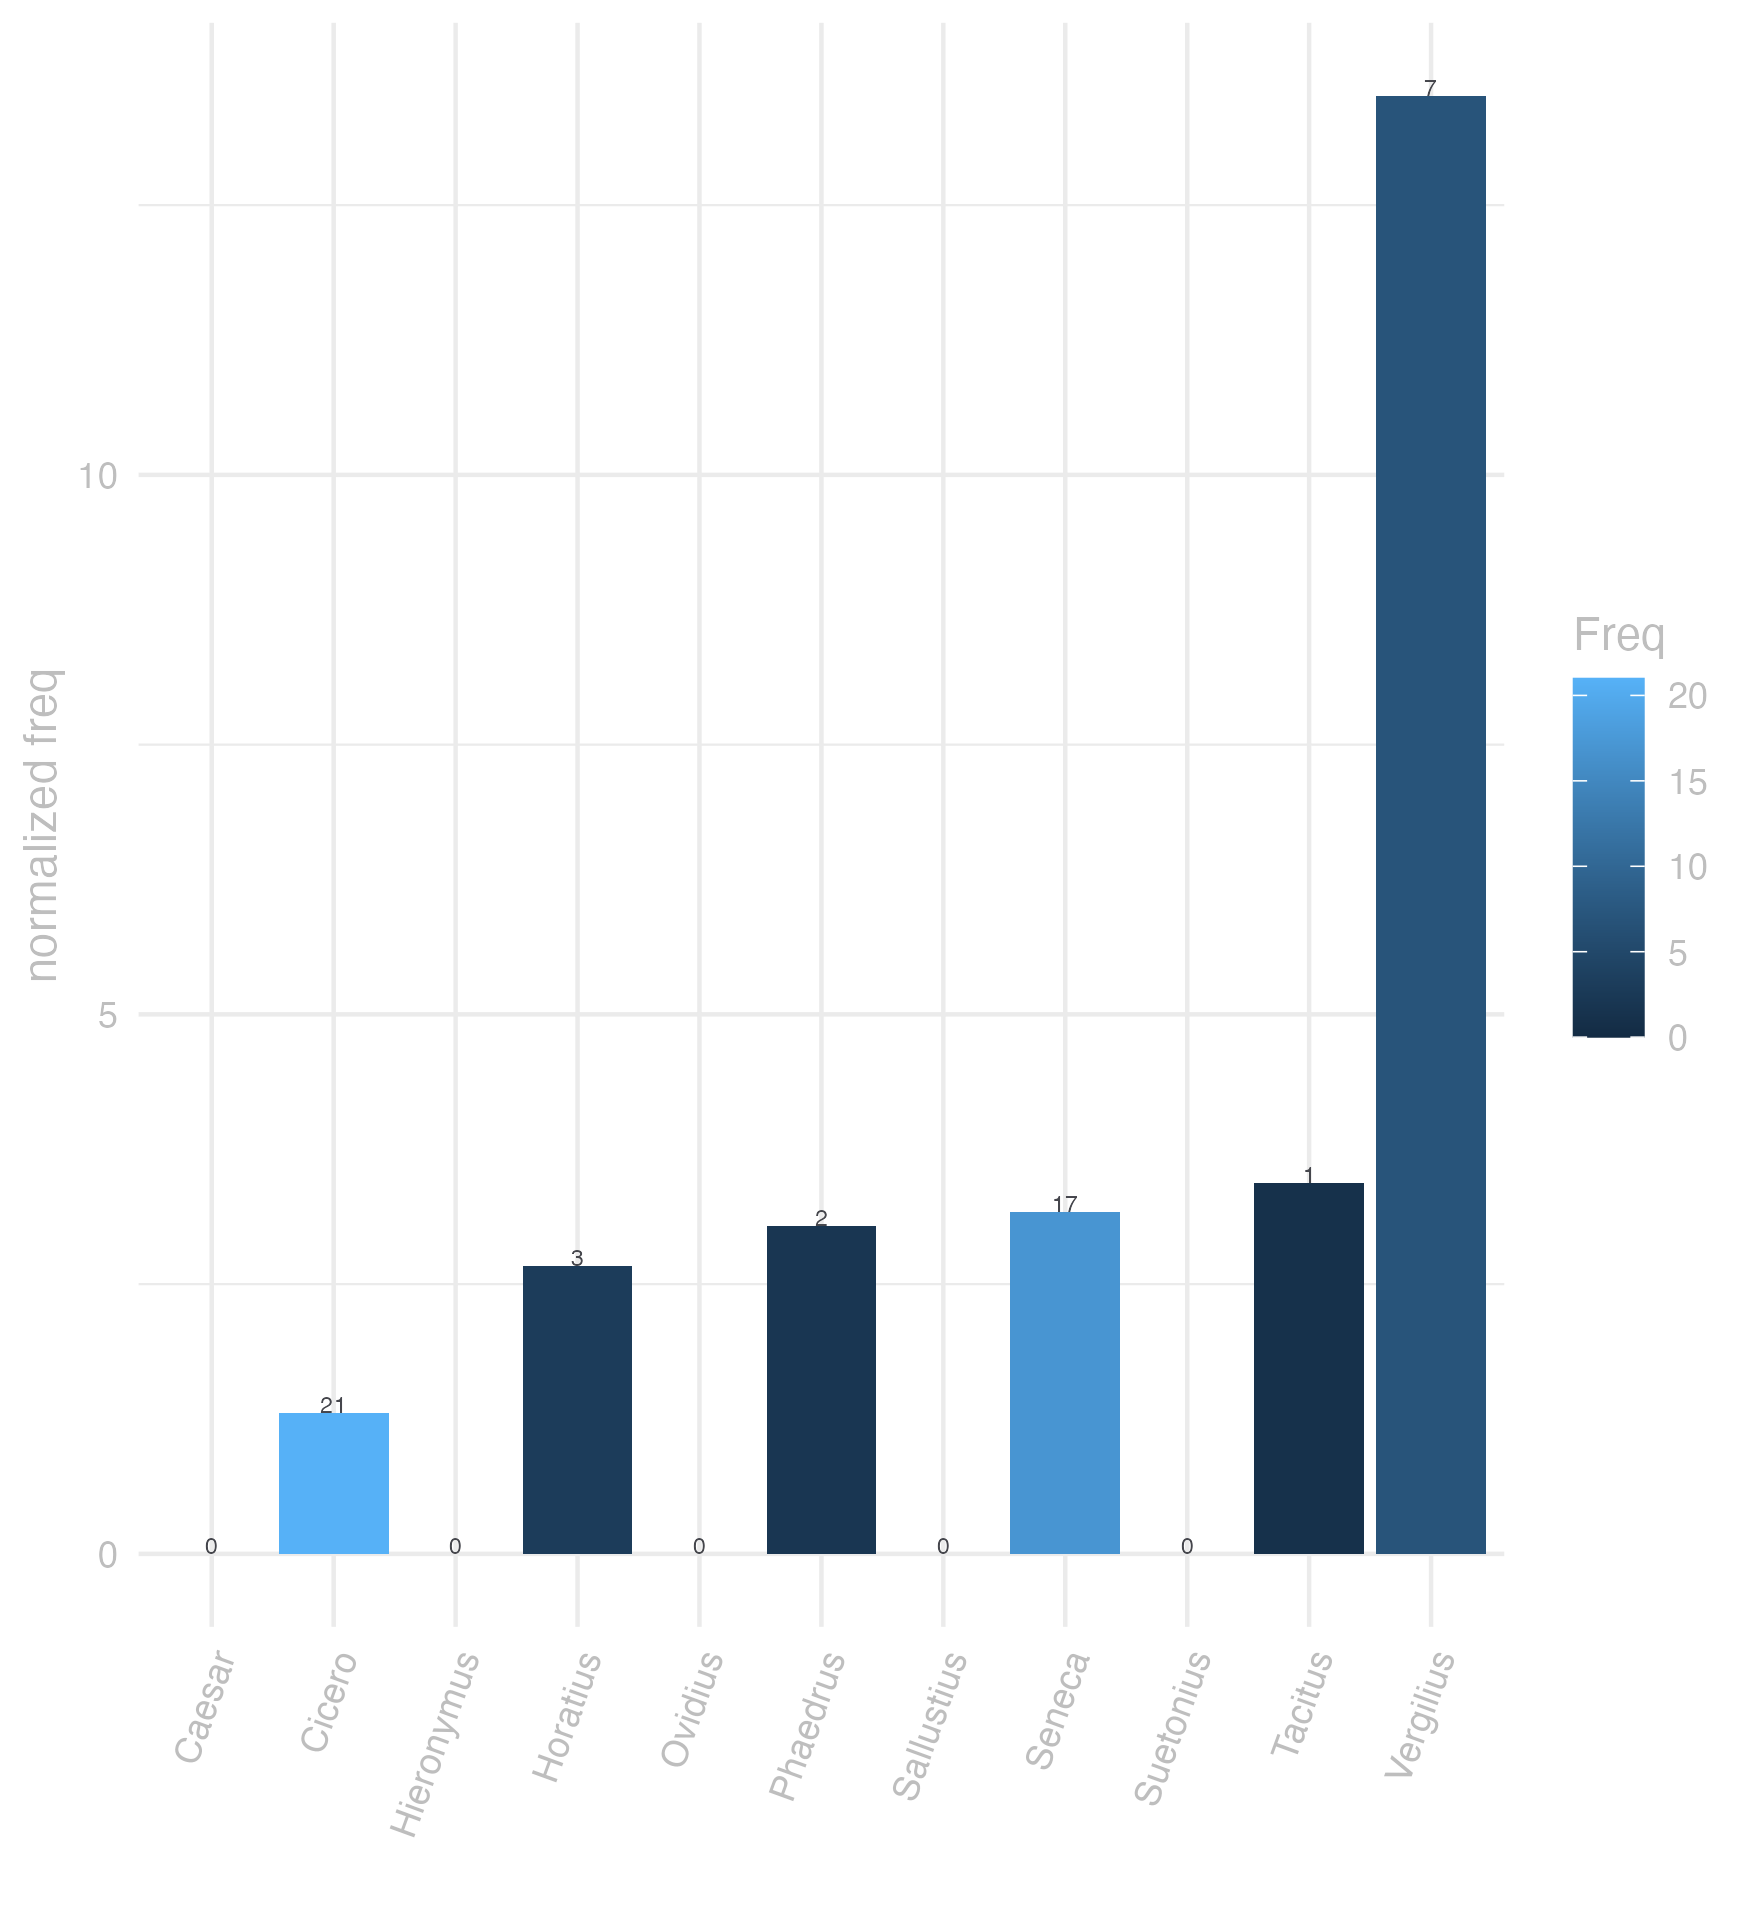 7
10
normalized freq
5
0
1
17
2
3
21
0
0
0
0
0
Caesar
Cicero
Hieronymus
Horatius
Ovidius
Phaedrus
Sallustius
Seneca
Suetonius
Tacitus
Vergilius
Freq
20
15
10
5
0